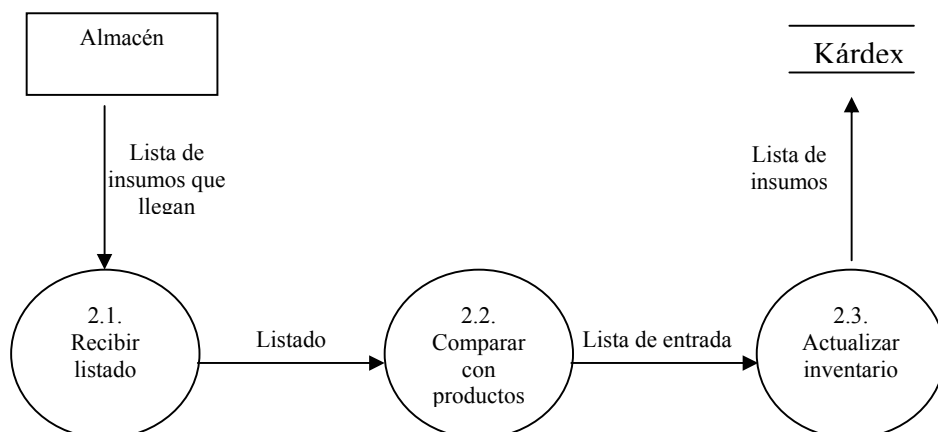 Almacén
Kárdex
Lista de
insumos que
llegan
Lista de
insumos
2.1.
Recibir
listado
Listado
2.2.
Comparar
con
productos
Lista de entrada
2.3.
Actualizar
inventario